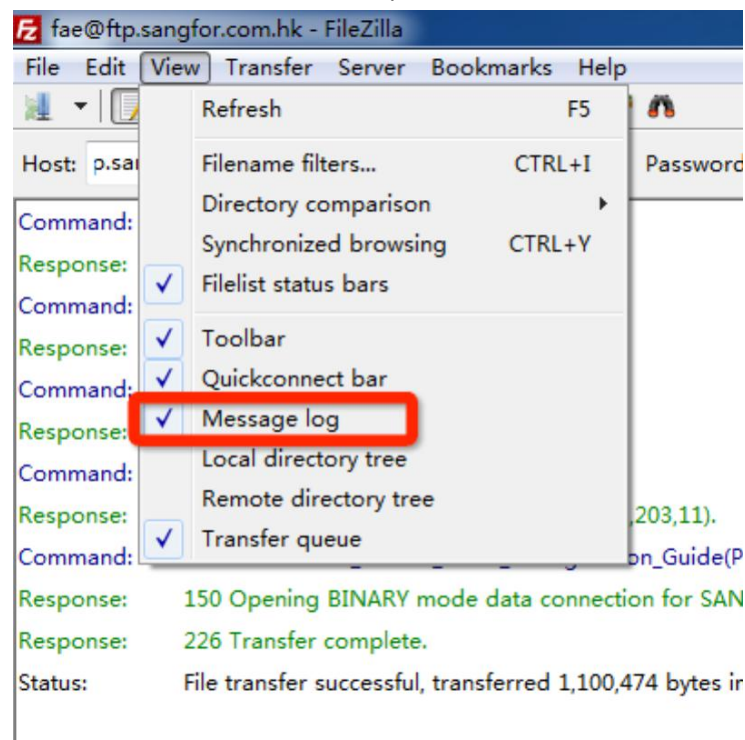 fae@ftp.sangfor.com.hk - FileZilla
File Edit View Transfer Server Bookmarks Help
Refresh F5
Host: p.sa Filename filters... CTRL+I Password
Directory comparison
Command:
Synchronized browsing CTRL+Y
Response:
Filelist status bars
Command:
Toolbar
Response:
Quickconnect bar
Command:
Message log
Response:
Local directory tree
Command:
Remote directory tree
Response: ,203,11).
Transfer queue
Command: on_Guide(P
Response: 150 Opening BINARY mode data connection for SAN
Response: 226 Transfer complete.
Status: File transfer successful, transferred 1,100,474 bytes in